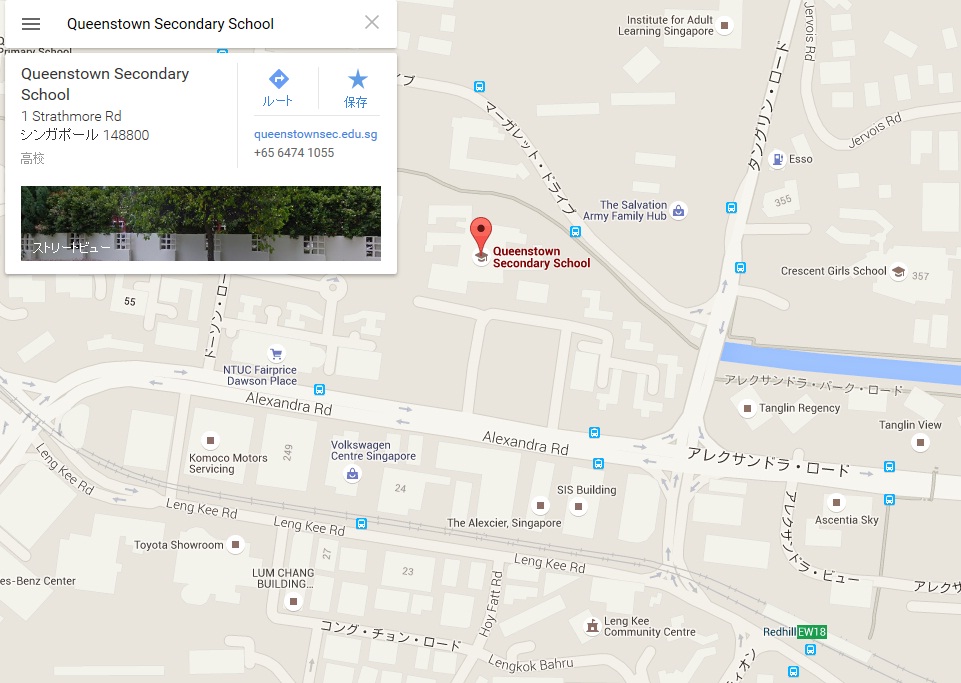 Queenstown Secondary School
Primary School
Queenstown Secondary
School
1 Strathmore Rd
シンガポール 148800
高校
ルート
保存
queenstownsec.edu.sg
+65 6474 1055
ストリートビュー
Institute for Adult
Learning Singapore
Jervois Rd
タングリン・ロード
Jervois Rd
Esso
マーガレット・ドライブ
ブ
The Salvation
Army Family Hub
355
Queenstown
Secondary School
Crescent Girls School
357
55
ドーソン・ロ
NTUC Fairprice
Dawson Place
Alexandra Rd
アレクサンドラ・パーク・ロード
Tanglin Regency
Tanglin View
Alexandra Rd
アレクサンドラ・ロード
Komoco Motors
Servicing
249
Volkswagen
Centre Singapore
24
SIS Building
The Alexcier, Singapore
Ascentia Sky
アレクサンドラ・ビュー
アレクサ
Leng Kee Rd
Leng Kee Rd
Leng Kee Rd
Leng Kee Rd
Toyota Showroom
27
23
es-Benz Center
LUM CHANG
BUILDING...
Hoy Fatt Rd
コング・チョン・ロード
Leng Kee
Community Centre
Redhill EW18
Lengkok Bahru
ィオン